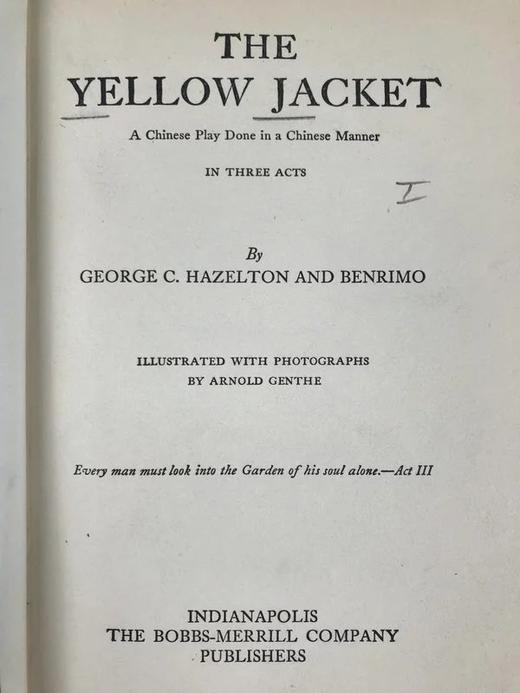 THE
YELLOW JACKET
A Chinese Play Done in a Chinese Manner
IN THREE ACTS
I
By
GEORGE C. HAZELTON AND BENRIMO
ILLUSTRATED WITH PHOTOGRAPHS
BY ARNOLD GENTHE
Every man must look into the Garden of his soul alone.—Act III
INDIANAPOLIS
THE BOBBS-MERRILL COMPANY
PUBLISHERS